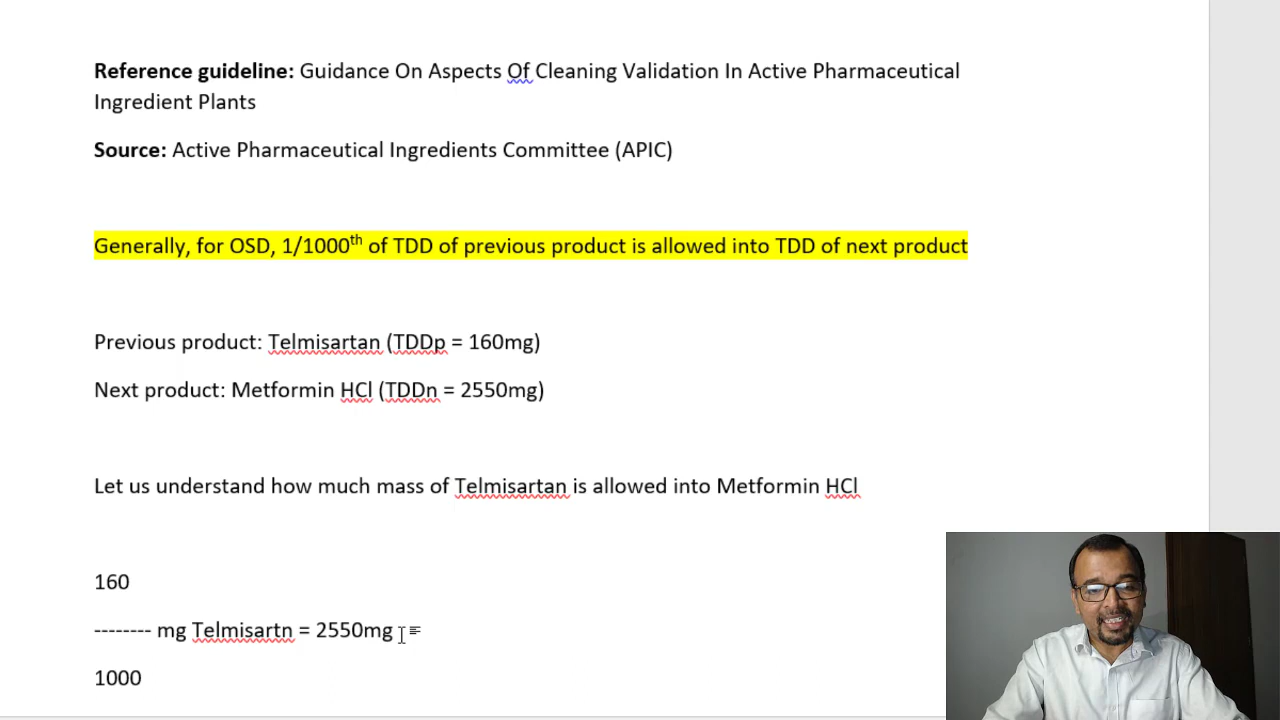 Reference guideline: Guidance On Aspects Of Cleaning Validation In Active Pharmaceutical
Ingredient Plants
Source: Active Pharmaceutical Ingredients Committee (APIC)
Generally, for OSD, 1/1000th of TDD of previous product is allowed into TDD of next product
Previous product: Telmisartan (TDDp = 160mg)
Next product: Metformin HCl (TDDn = 2550mg)
Let us understand how much mass of Telmisartan is allowed into Metformin HCl
160
-------- mg Telmisartn = 2550mg
1000